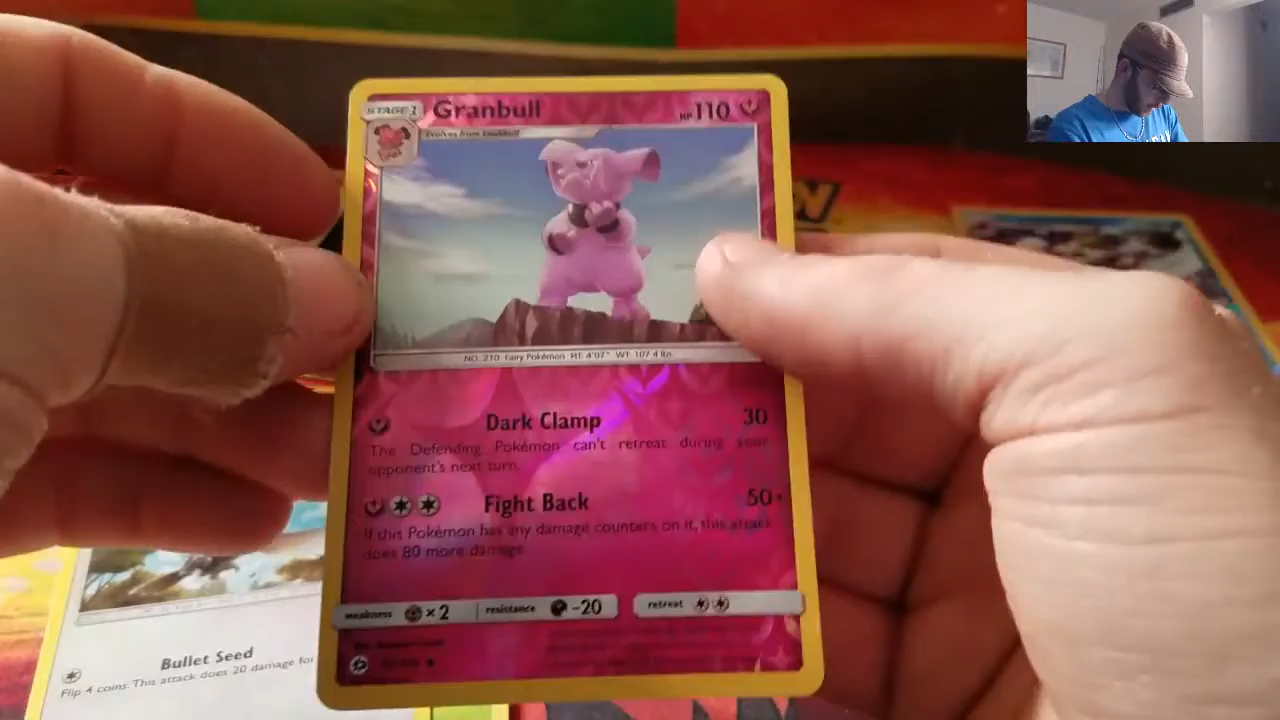 STAGE 1 Granbull HP 110
Evolves from Snubbull
NO. 210 Fairy Pokémon HT: 4'07" WT: 107.4 lbs
Dark Clamp 30
The Defending Pokémon can't retreat during your
opponent's next turn.
Fight Back 50+
If this Pokémon has any damage counters on it, this attack
does 80 more damage.
weakness ×2 resistance -20 retreat
Bullet Seed
Flip 4 coins. This attack does 20 damage for